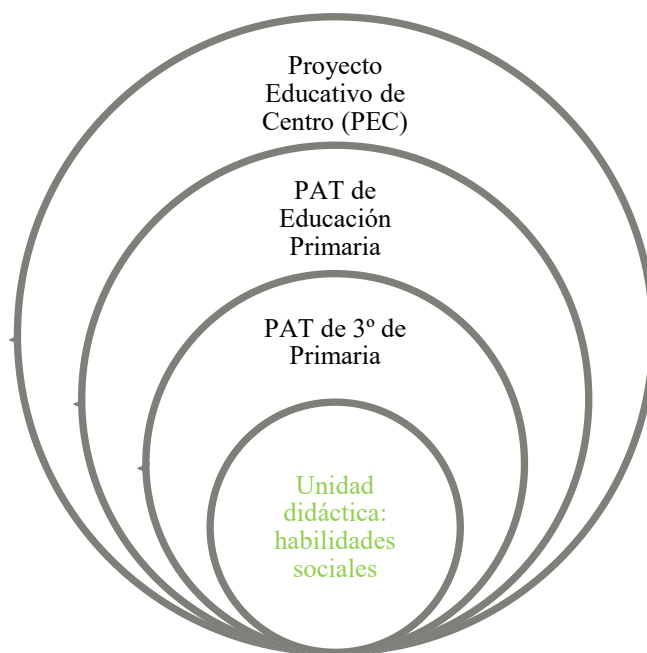 Proyecto
Educativo de
Centro (PEC)
PAT de
Educación
Primaria
PAT de 3º de
Primaria
Unidad
didáctica:
habilidades
sociales